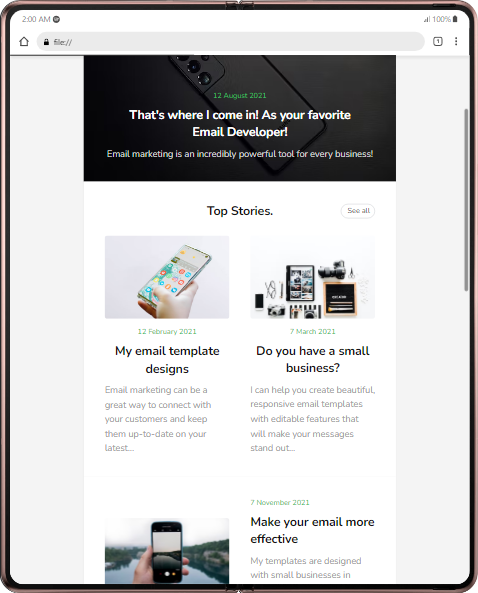 2:00 AM
100%
file://
1
12 August 2021
That's where I come in! As your favorite
Email Developer!
Email marketing is an incredibly powerful tool for every business!
Top Stories.
See all
12 February 2021
My email template
designs
Email marketing can be a
great way to connect with
your customers and keep
them up-to-date on your
latest...
7 March 2021
Do you have a small
business?
I can help you create beautiful,
responsive email templates
with editable features that
will make your messages
stand out...
7 November 2021
Make your email more
effective
My templates are designed
with small businesses in